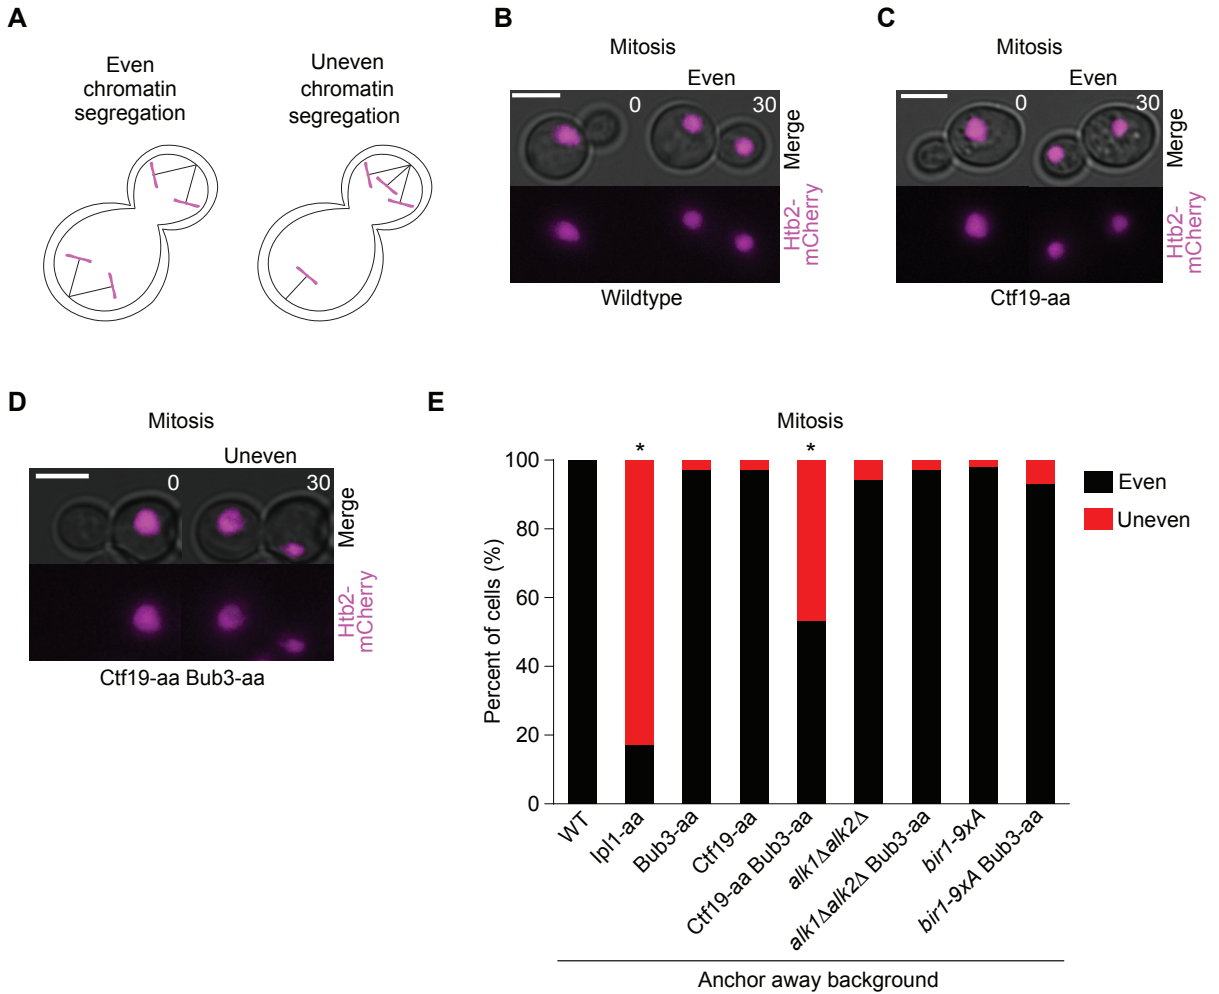 A
Even
chromatin
segregation
Uneven
chromatin
segregation
B
Mitosis
Even
0
30
Merge
Htb2-
mCherry
Wildtype
C
Mitosis
Even
0
30
Merge
Htb2-
mCherry
Ctf19-aa
D
Mitosis
Uneven
0
30
Merge
Htb2-
mCherry
Ctf19-aa Bub3-aa
E
Mitosis
*
*
Percent of cells (%)
100
80
60
40
20
0
Even
Uneven
WT
Ipl1-aa
Bub3-aa
Ctf19-aa
Ctf19-aa Bub3-aa
alk1Δalk2Δ
alk1Δalk2Δ Bub3-aa
bir1-9xA
bir1-9xA Bub3-aa
Anchor away background